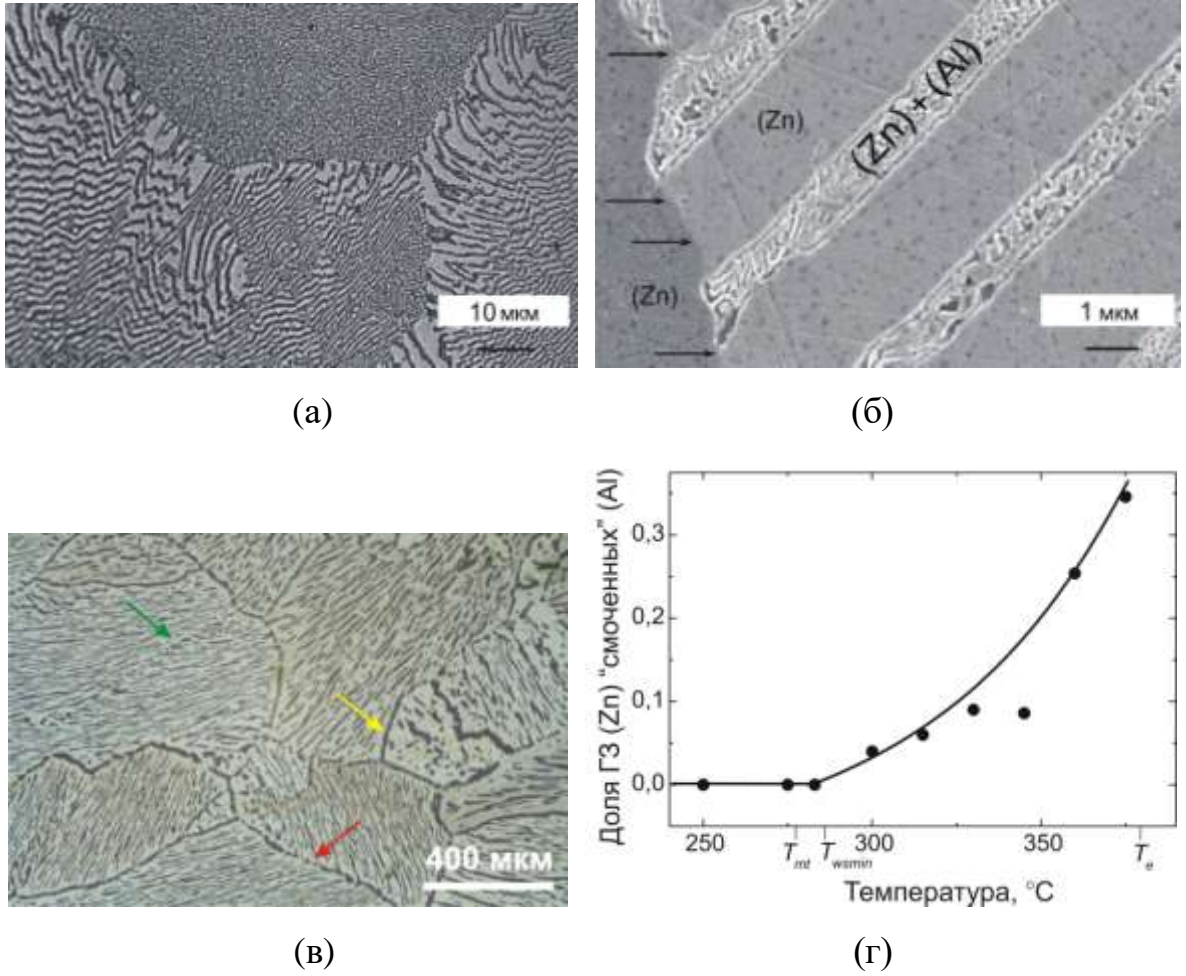 10 мкм
(Zn)
(Zn) + (Al)
(Zn)
1 мкм
(а)
(б)
400 мкм
Доля ГЗ (Zn) “смоченных” (Al)
0,3
0,2
0,1
0,0
250
300
350
T_mt
T_wsmin
T_e
Температура, °C
(в)
(г)